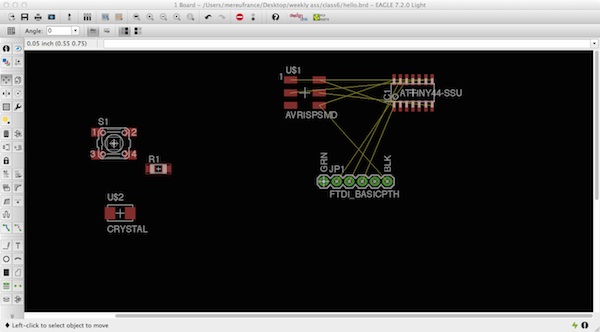 1 Board - /Users/mereufrance/Desktop/weekly ass/class6/hello.brd - EAGLE 7.2.0 Light
Angle: 0
0.05 inch (0.55 0.75)
U$1
1
IC1
ATTINY44-SSU
AVRISPSMD
S1
1 2
3 4
R1
GRN
JP1
BLK
FTDI_BASICPTH
U$2
CRYSTAL
Left-click to select object to move